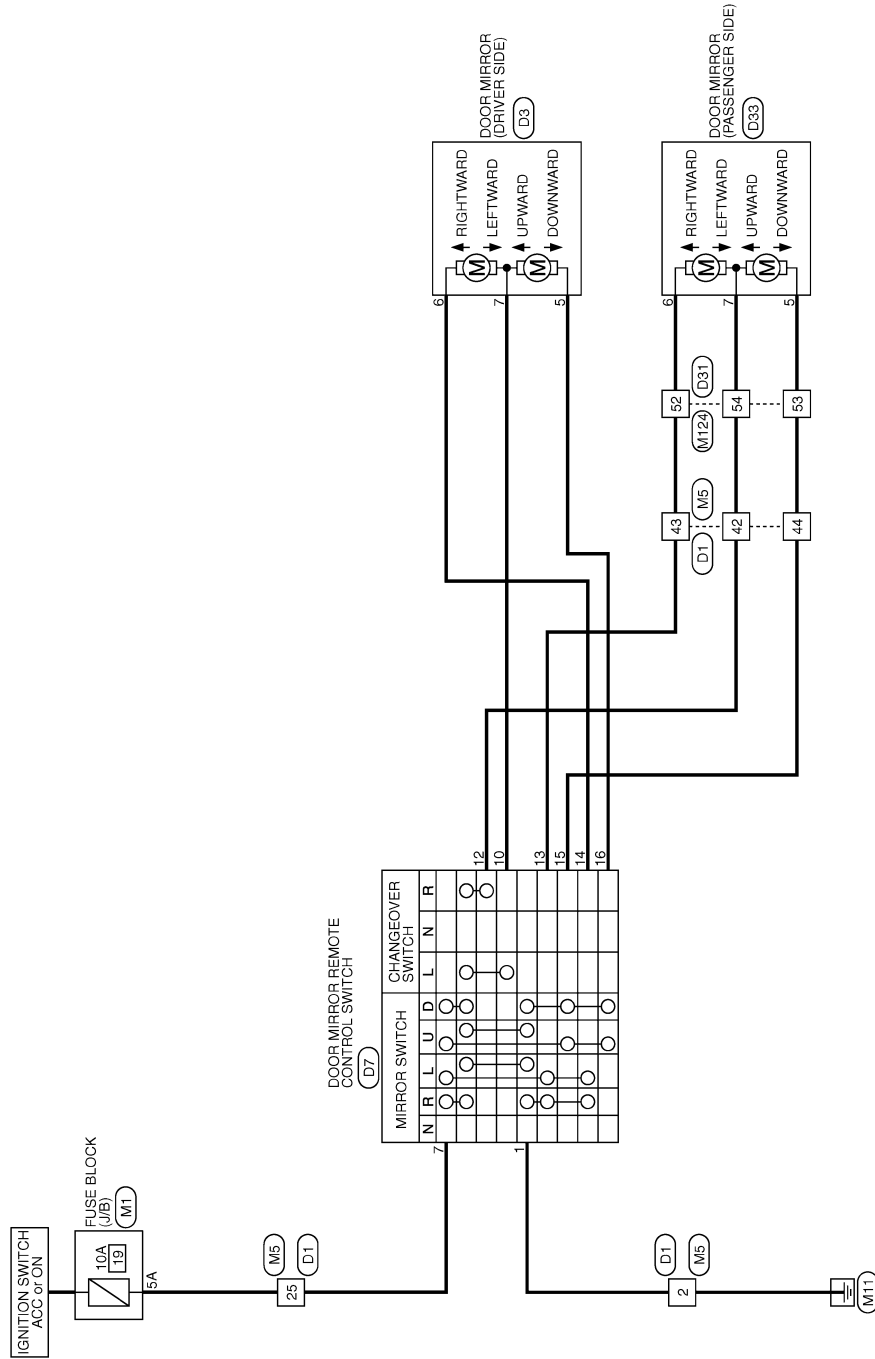 IGNITION SWITCH
ACC or ON
FUSE BLOCK
(J/B)
M1
10A
19
5A
M5
25
D1
7
DOOR MIRROR REMOTE
CONTROL SWITCH
D7
MIRROR SWITCH
CHANGEOVER
SWITCH
N R L U D L N R
1
12
10
13
15
14
16
D1
2
M5
M11
DOOR MIRROR
(DRIVER SIDE)
D3
RIGHTWARD
LEFTWARD
UPWARD
DOWNWARD
M
M
6
7
5
DOOR MIRROR
(PASSENGER SIDE)
D33
RIGHTWARD
LEFTWARD
UPWARD
DOWNWARD
M
M
6
7
5
43
42
44
D1
M5
52
54
53
M124
D31